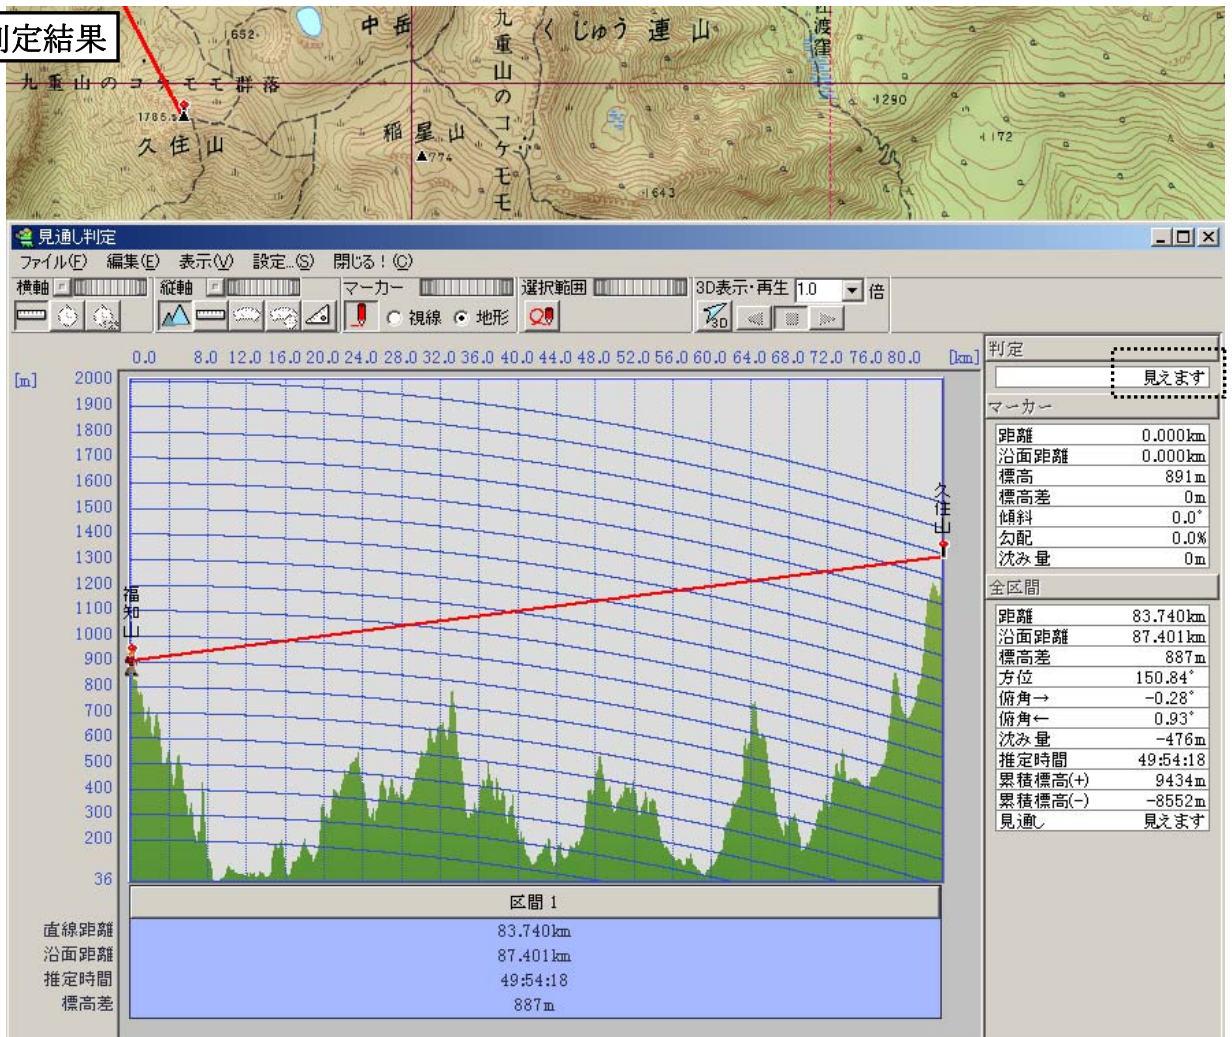 判定結果
652
中岳
九重山のコケモモ群落
くじゅう連山
渡窪
九重山のコケモモ群落
1290
1172
久住山
稲星山
774
1643
見通し判定
ファイル(F) 編集(E) 表示(V) 設定...(S) 閉じる!(C)
横軸 縦軸 マーカー 選択範囲 3D表示・再生 1.0 倍
視線 地形 3D
0.0 8.0 12.0 16.0 20.0 24.0 28.0 32.0 36.0 40.0 44.0 48.0 52.0 56.0 60.0 64.0 68.0 72.0 76.0 80.0 [km]
[m]
2000
1900
1800
1700
1600
1500
1400
1300
1200
1100
1000
900
800
700
600
500
400
300
200
36
福知山
久住山
区間 1
直線距離 83.740km
沿面距離 87.401km
推定時間 49:54:18
標高差 887m
判定
見えます
マーカー
距離 0.000km
沿面距離 0.000km
標高 891m
標高差 0m
傾斜 0.0°
勾配 0.0%
沈み量 0m
全区間
距離 83.740km
沿面距離 87.401km
標高差 887m
方位 150.84°
俯角→ -0.28°
俯角← 0.93°
沈み量 -476m
推定時間 49:54:18
累積標高(+) 9434m
累積標高(-) -8552m
見通し 見えます